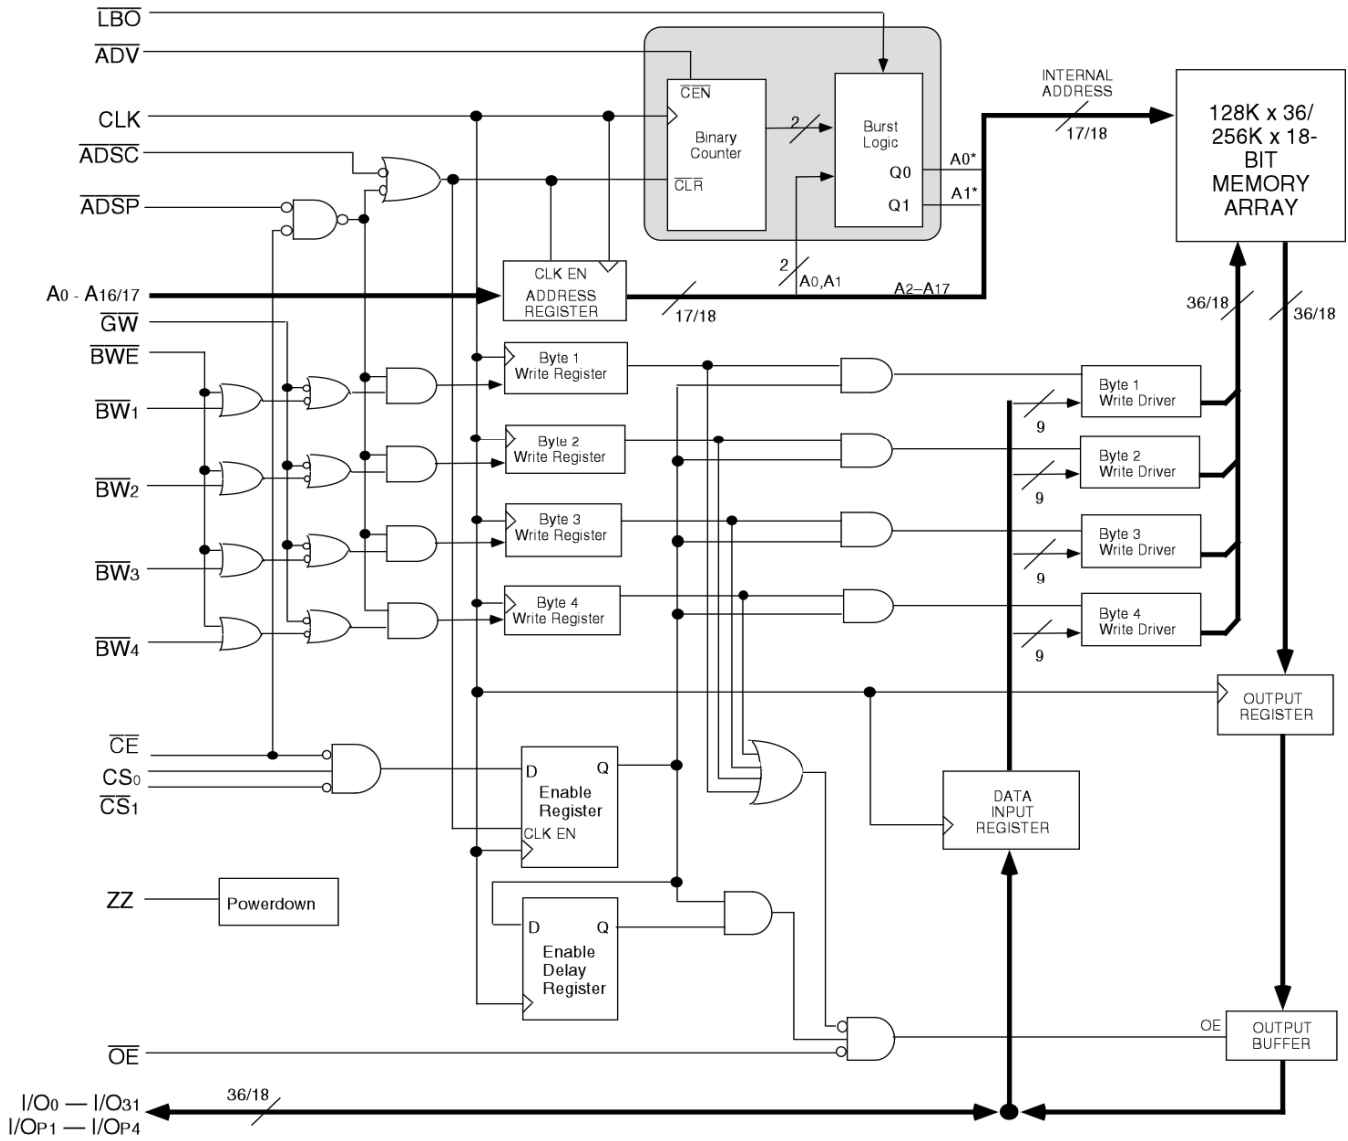 LBO
ADV
CLK
ADSC
ADSP
A0 - A16/17
GW
BWE
BW1
BW2
BW3
BW4
CE
CS0
CS1
ZZ
Powerdown
OE
I/O0 — I/O31
I/OP1 — I/OP4
36/18
CEN
Binary
Counter
CLR
2
Burst
Logic
Q0
Q1
A0*
A1*
2
A0,A1
A2–A17
INTERNAL
ADDRESS
17/18
128K x 36/
256K x 18-
BIT
MEMORY
ARRAY
CLK EN
ADDRESS
REGISTER
17/18
36/18
36/18
Byte 1
Write Register
Byte 2
Write Register
Byte 3
Write Register
Byte 4
Write Register
Byte 1
Write Driver
9
Byte 2
Write Driver
9
Byte 3
Write Driver
9
Byte 4
Write Driver
9
OUTPUT
REGISTER
D
Q
Enable
Register
CLK EN
DATA
INPUT
REGISTER
D
Q
Enable
Delay
Register
OE
OUTPUT
BUFFER